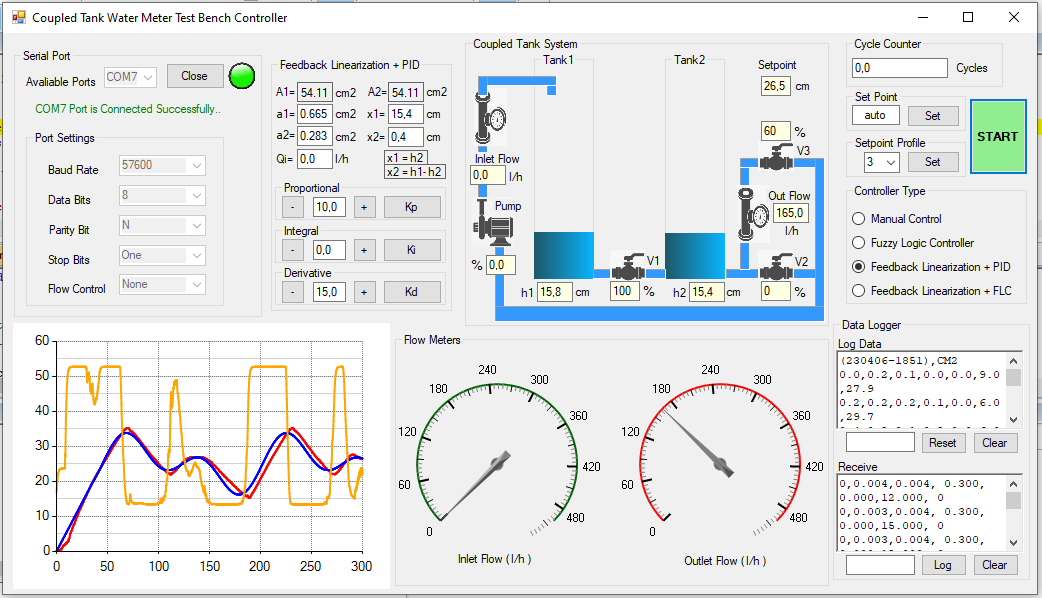 Coupled Tank Water Meter Test Bench Controller
Serial Port
Avaliable Ports COM7 Close
COM7 Port is Connected Successfully..
Port Settings
Baud Rate 57600
Data Bits 8
Parity Bit N
Stop Bits One
Flow Control None
Feedback Linearization + PID
A1= 54.11 cm2 A2= 54.11 cm2
a1= 0.665 cm2 x1= 15,4 cm
a2= 0.283 cm2 x2= 0,4 cm
Qi= 0,0 l/h x1 = h2
x2 = h1- h2
Proportional
- 10,0 + Kp
Integral
- 0,0 + Ki
Derivative
- 15,0 + Kd
Coupled Tank System
Tank1 Tank2
Setpoint
26,5 cm
60 %
V3
Inlet Flow
0,0 l/h
Pump
% 0,0
Out Flow
165,0
l/h
V1 V2
h1 15,8 cm 100 % h2 15,4 cm 0 %
Cycle Counter
0,0 Cycles
Set Point
auto Set
START
Setpoint Profile
3 Set
Controller Type
Manual Control
Fuzzy Logic Controller
Feedback Linearization + PID
Feedback Linearization + FLC
60
50
40
30
20
10
0
0 50 100 150 200 250 300
Flow Meters
0 60 120 180 240 300 360 420 480
Inlet Flow ( l/h )
0 60 120 180 240 300 360 420 480
Outlet Flow ( l/h )
Data Logger
Log Data
(230406-1851),CM2
0.0,0.2,0.1,0.0,0.0,9.0
,27.9
0.2,0.2,0.2,0.1,0.0,6.0
,29.7
Reset Clear
Receive
0,0.004,0.004, 0.300,
0.000,12.000, 0
0,0.003,0.004, 0.300,
0.000,15.000, 0
0,0.003,0.004, 0.300,
Log Clear